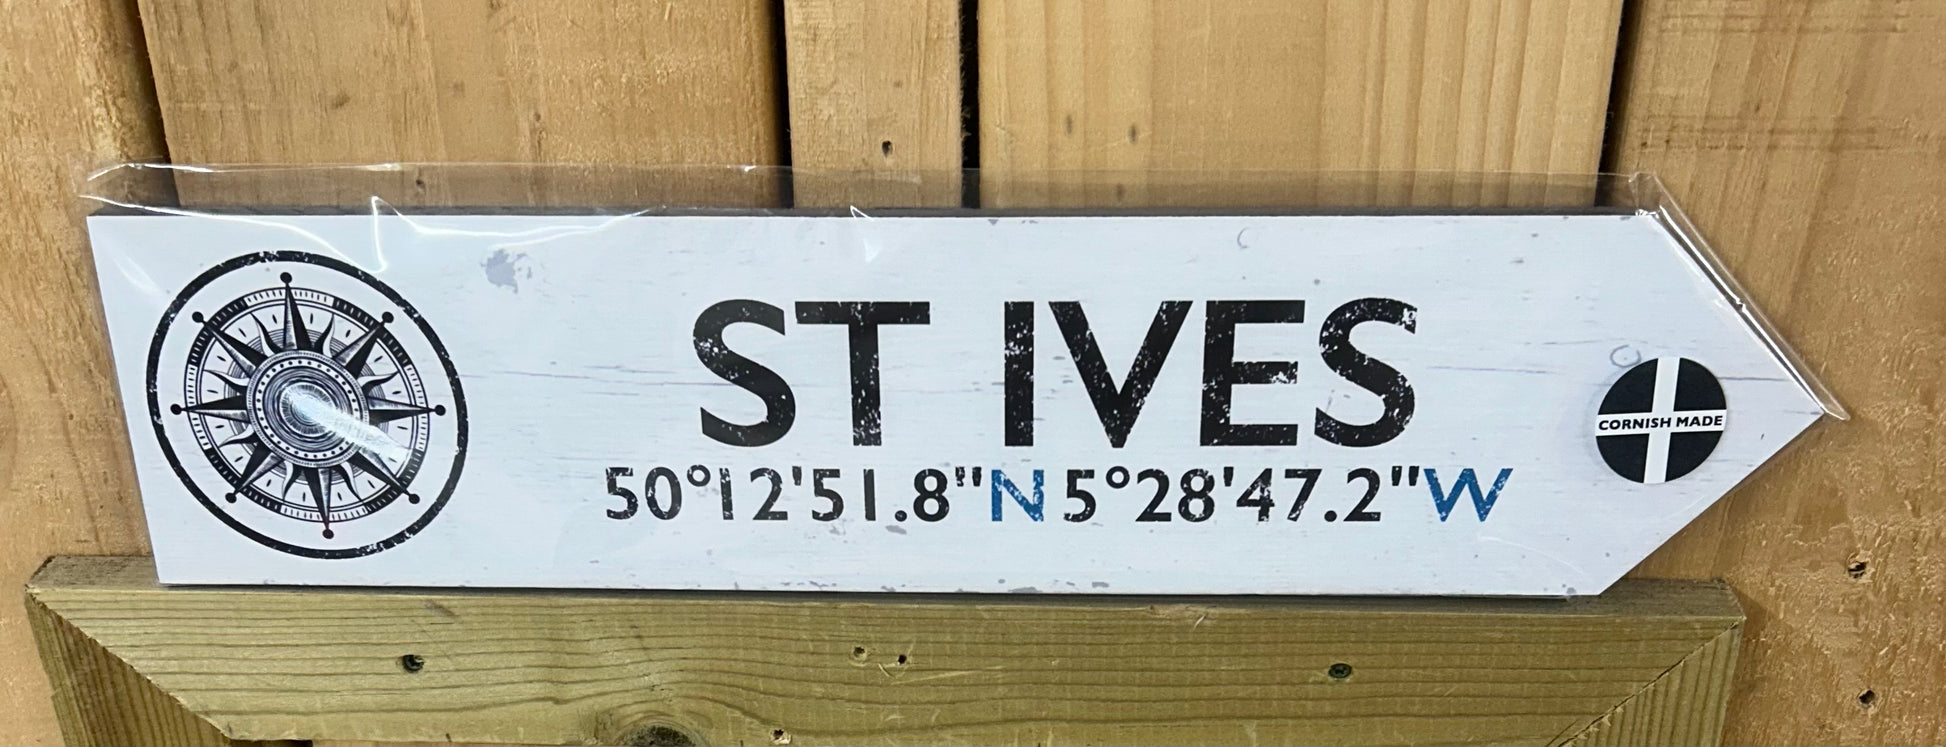 ST IVES
50°12'51.8"N 5°28'47.2"W
CORNISH MADE